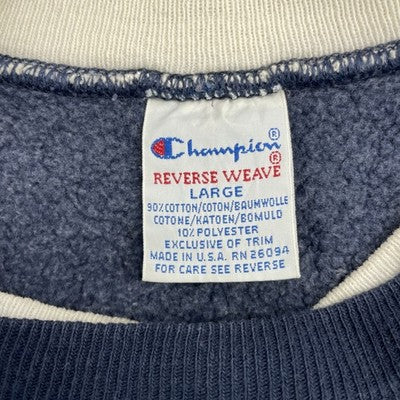 Champion®
REVERSE WEAVE®
LARGE
90% COTTON/COTON/BAUMWOLLE
COTONE/KATOEN/BOMULD
10% POLYESTER
EXCLUSIVE OF TRIM
MADE IN U.S.A. RN 26094
FOR CARE SEE REVERSE